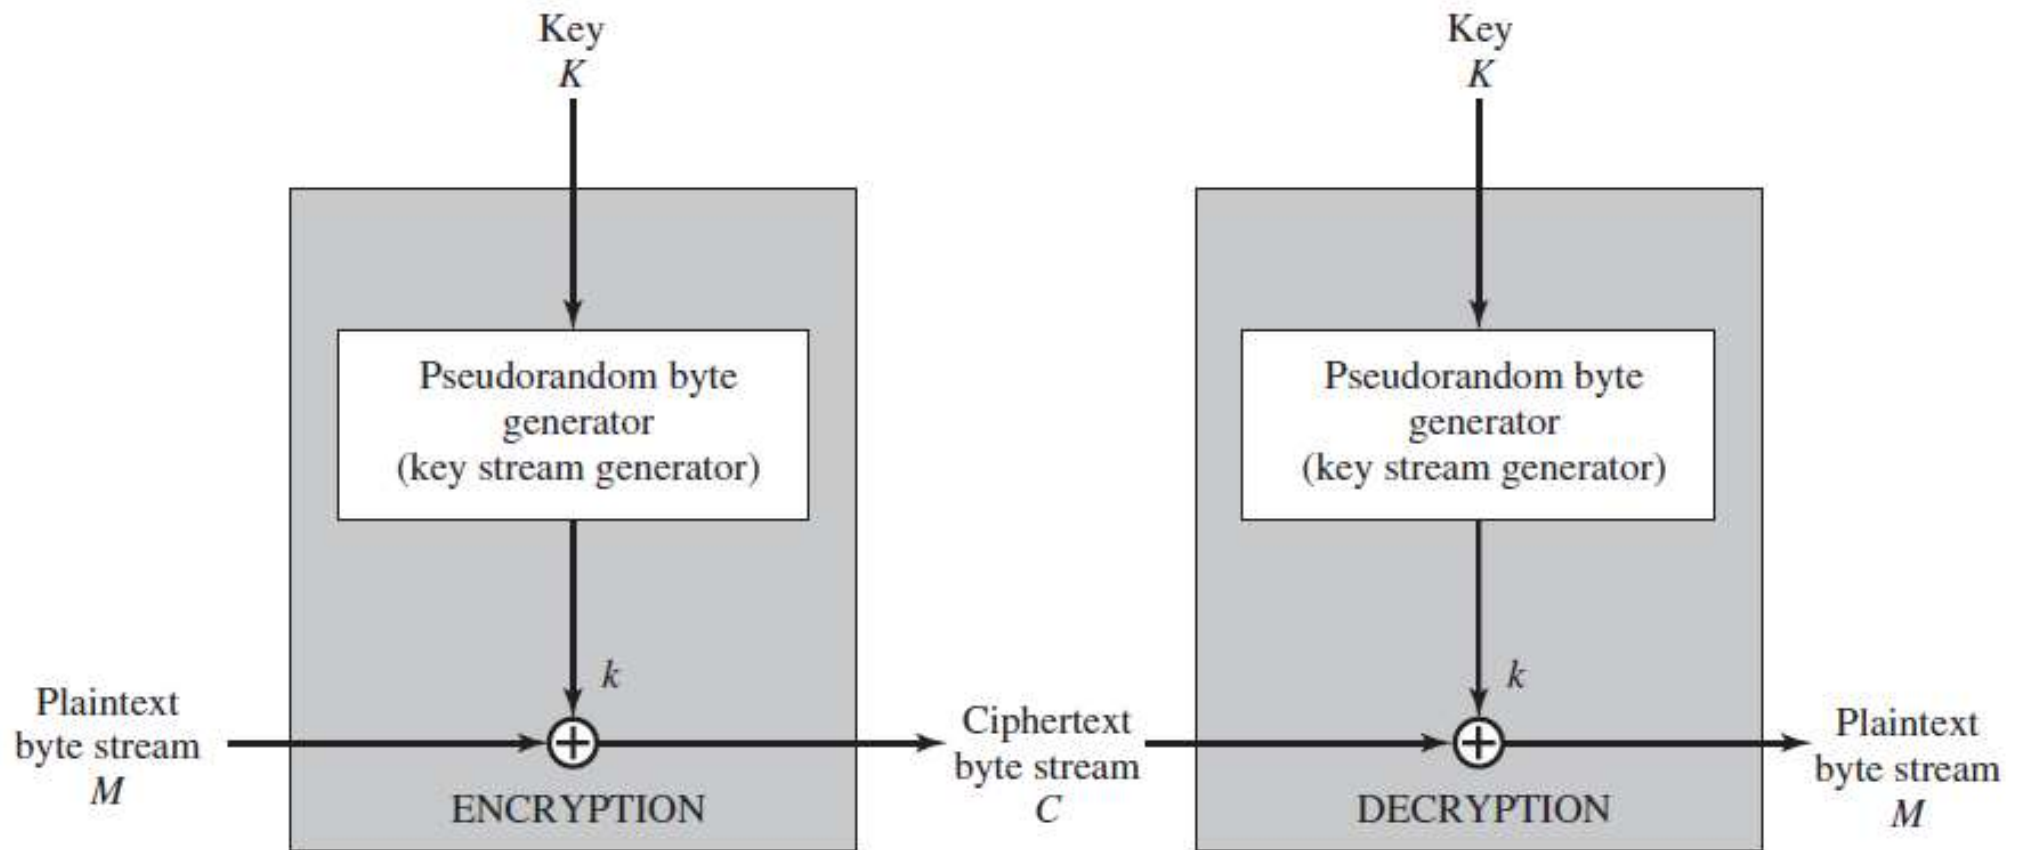 Key
K
Pseudorandom byte
generator
(key stream generator)
k
Plaintext
byte stream
M
ENCRYPTION
Ciphertext
byte stream
C
Key
K
Pseudorandom byte
generator
(key stream generator)
k
DECRYPTION
Plaintext
byte stream
M